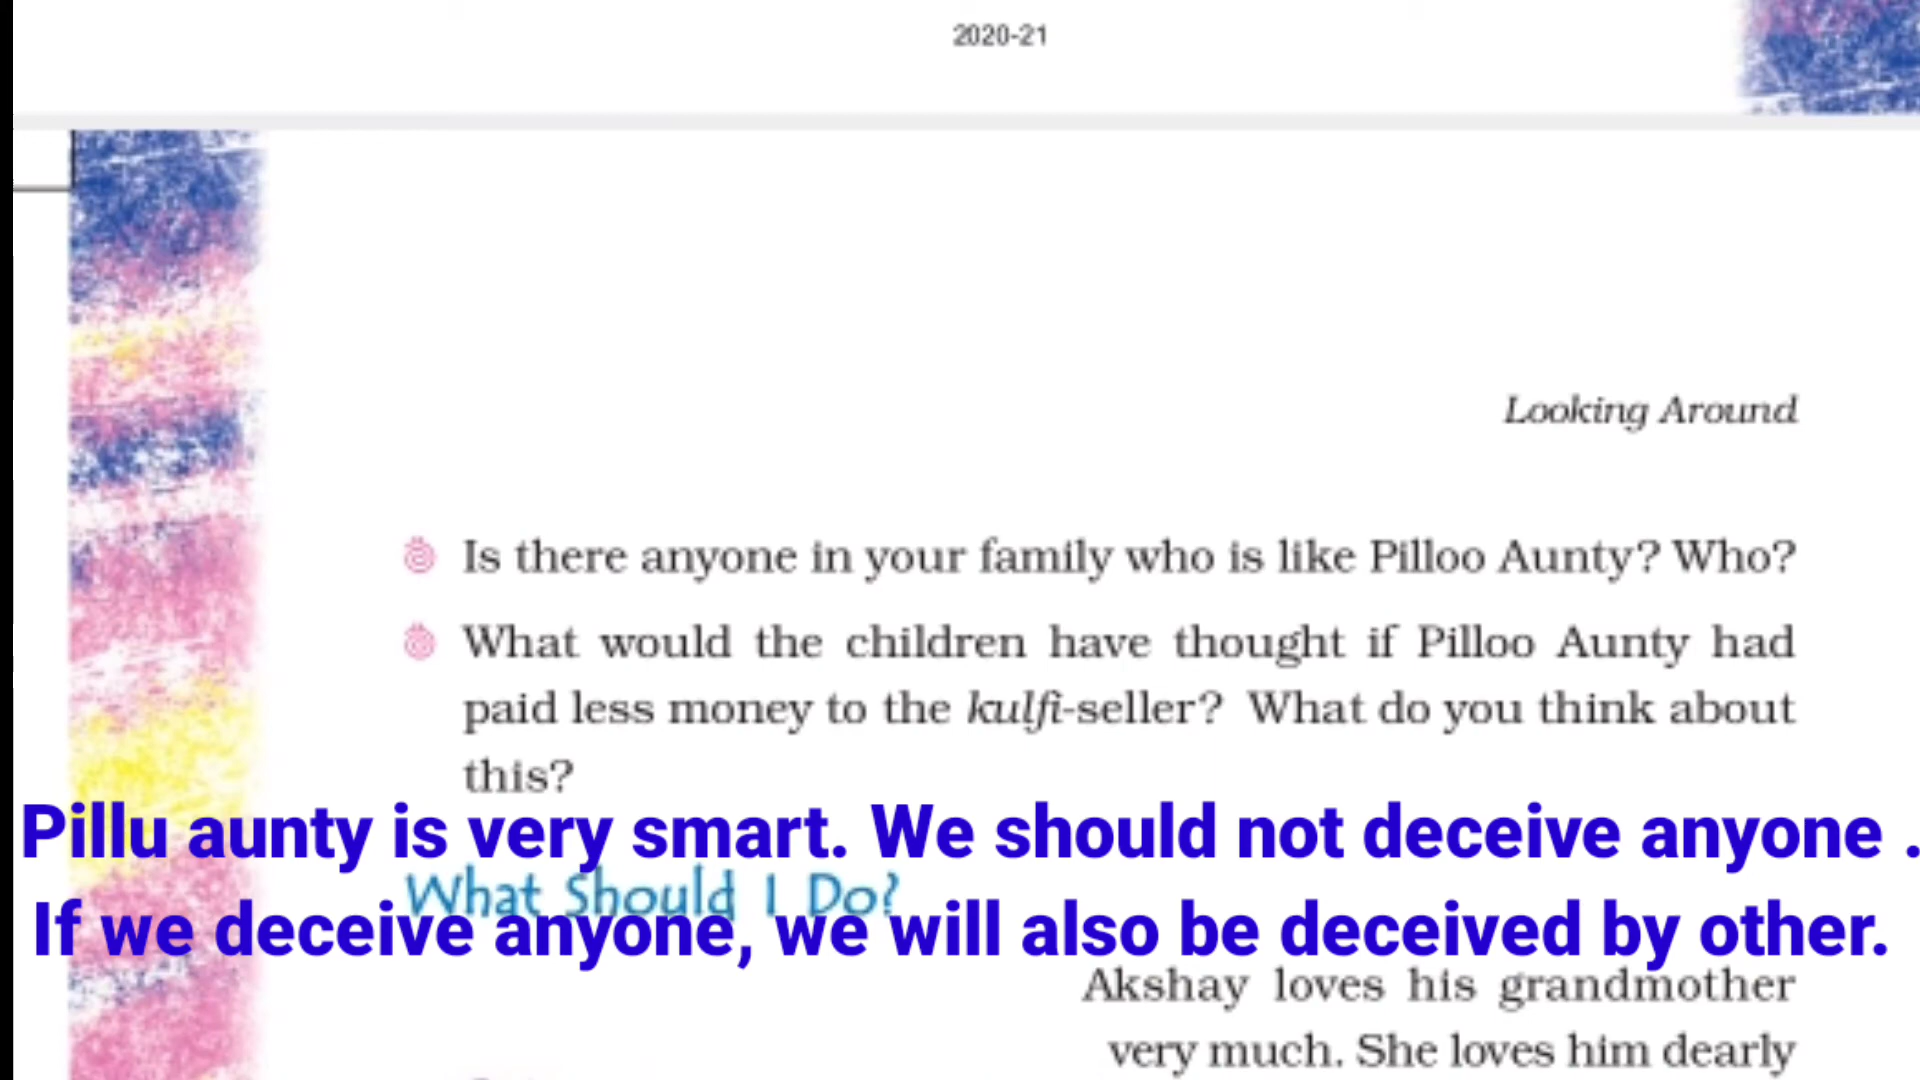 2020-21
Looking Around
Is there anyone in your family who is like Pilloo Aunty? Who?
What would the children have thought if Pilloo Aunty had
paid less money to the kulfi-seller? What do you think about
this?
Pillu aunty is very smart. We should not deceive anyone .
What Should I Do?
If we deceive anyone, we will also be deceived by other.
Akshay loves his grandmother
very much. She loves him dearly